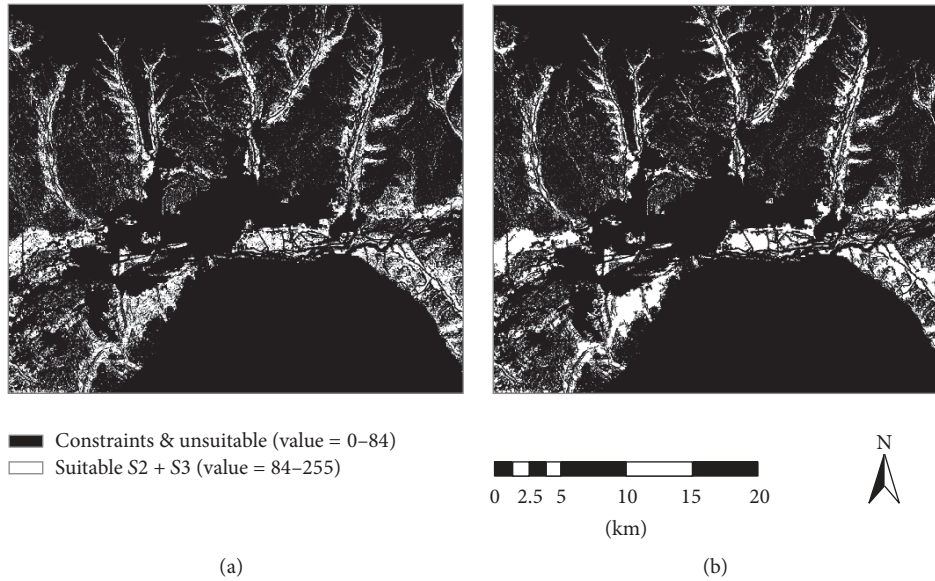 Constraints & unsuitable (value = 0–84)
Suitable S2 + S3 (value = 84–255)
0 2.5 5 10 15 20
(km)
N
(a)
(b)